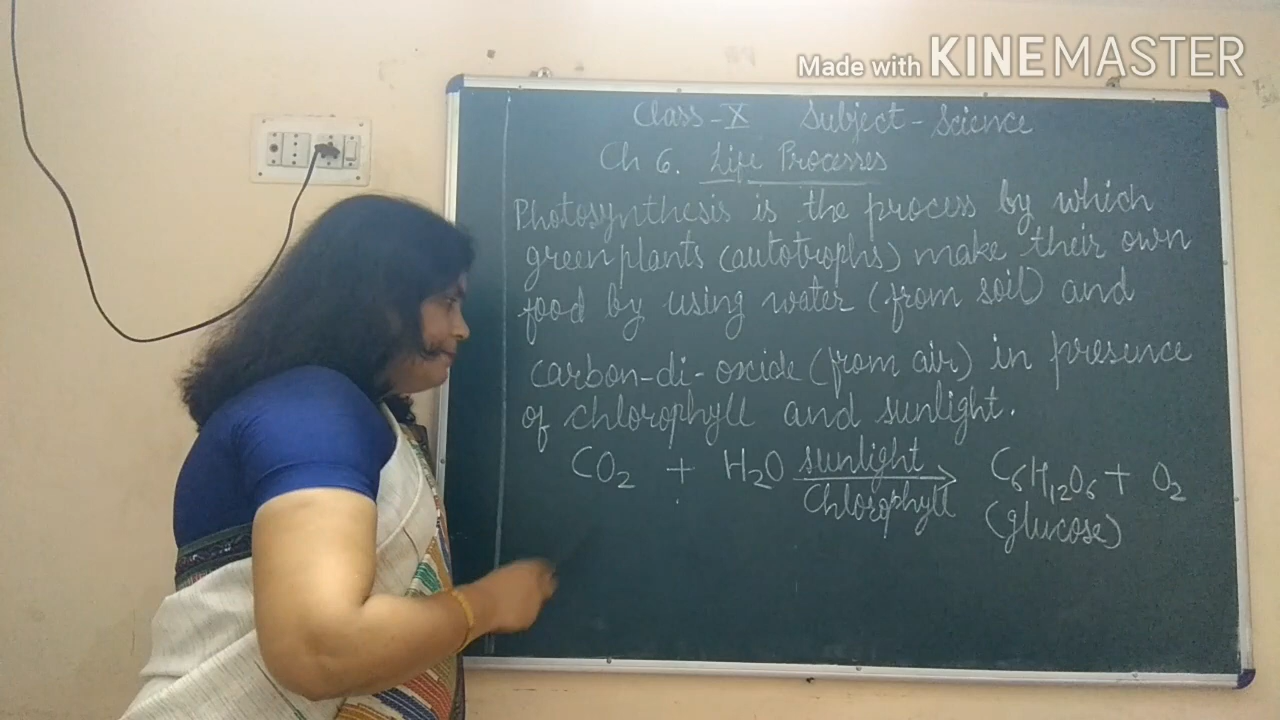 Made with KINEMASTER
Class-X Subject-Science
Ch 6. Life Processes
Photosynthesis is the process by which
green plants (autotrophs) make their own
food by using water (from soil) and
carbon-di-oxide (from air) in presence
of chlorophyll and sunlight.
CO₂ + H₂O sunlight → C₆H₁₂O₆ + O₂
Chlorophyll (glucose)